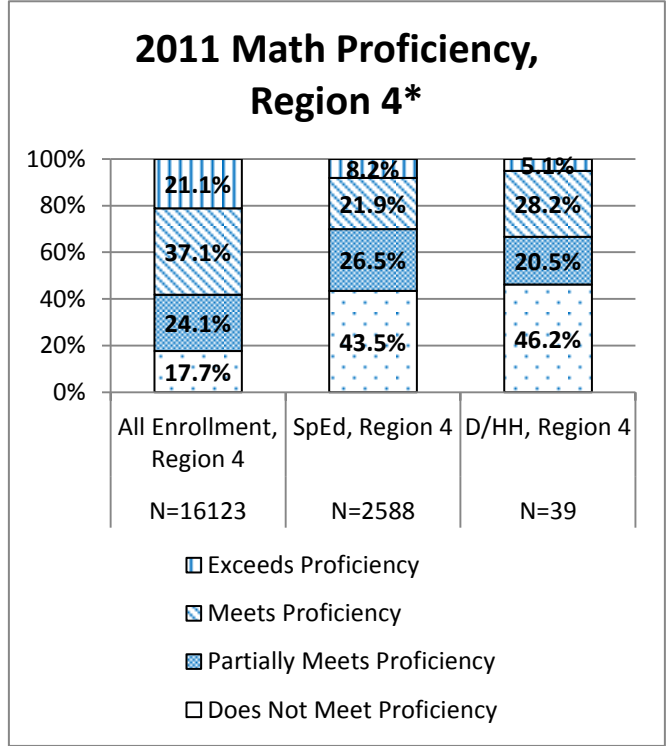 2011 Math Proficiency,
Region 4*
100%
80%
60%
40%
20%
0%
21.1%
37.1%
24.1%
17.7%
8.2%
21.9%
26.5%
43.5%
5.1%
28.2%
20.5%
46.2%
All Enrollment,
Region 4
SpEd, Region 4
D/HH, Region 4
N=16123
N=2588
N=39
Exceeds Proficiency
Meets Proficiency
Partially Meets Proficiency
Does Not Meet Proficiency